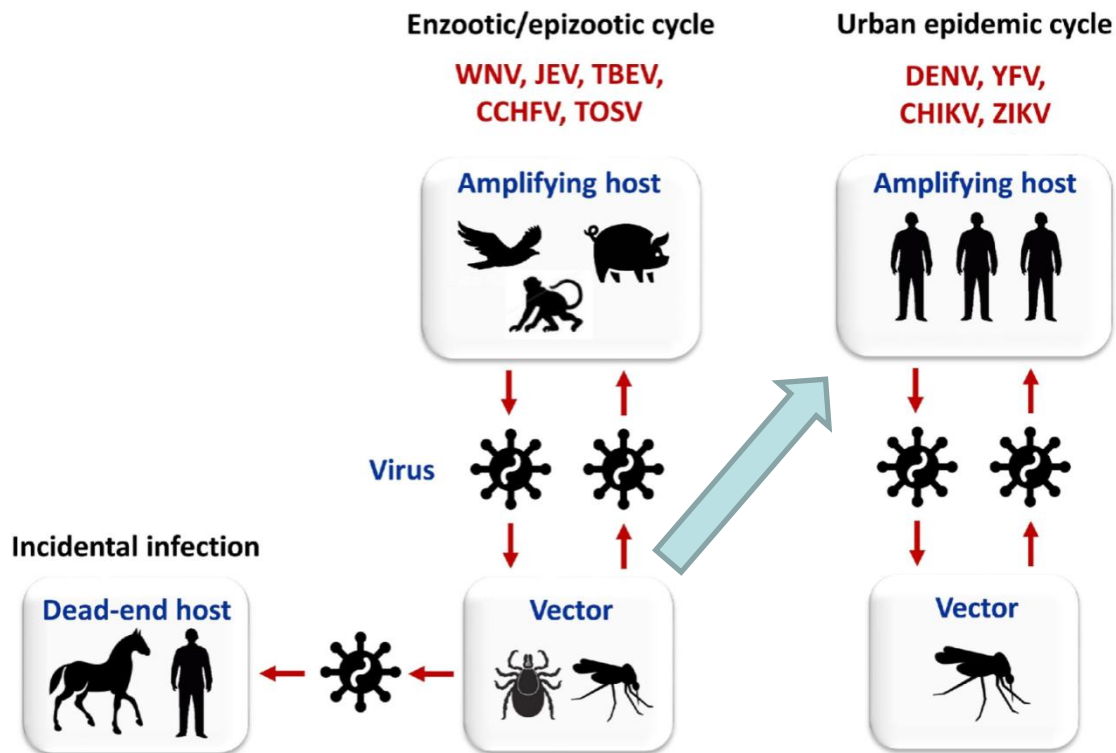 Enzootic/epizootic cycle
WNV, JEV, TBEV,
CCHFV, TOSV
Amplifying host
Urban epidemic cycle
DENV, YFV,
CHIKV, ZIKV
Amplifying host
Virus
Incidental infection
Dead-end host
Vector
Vector